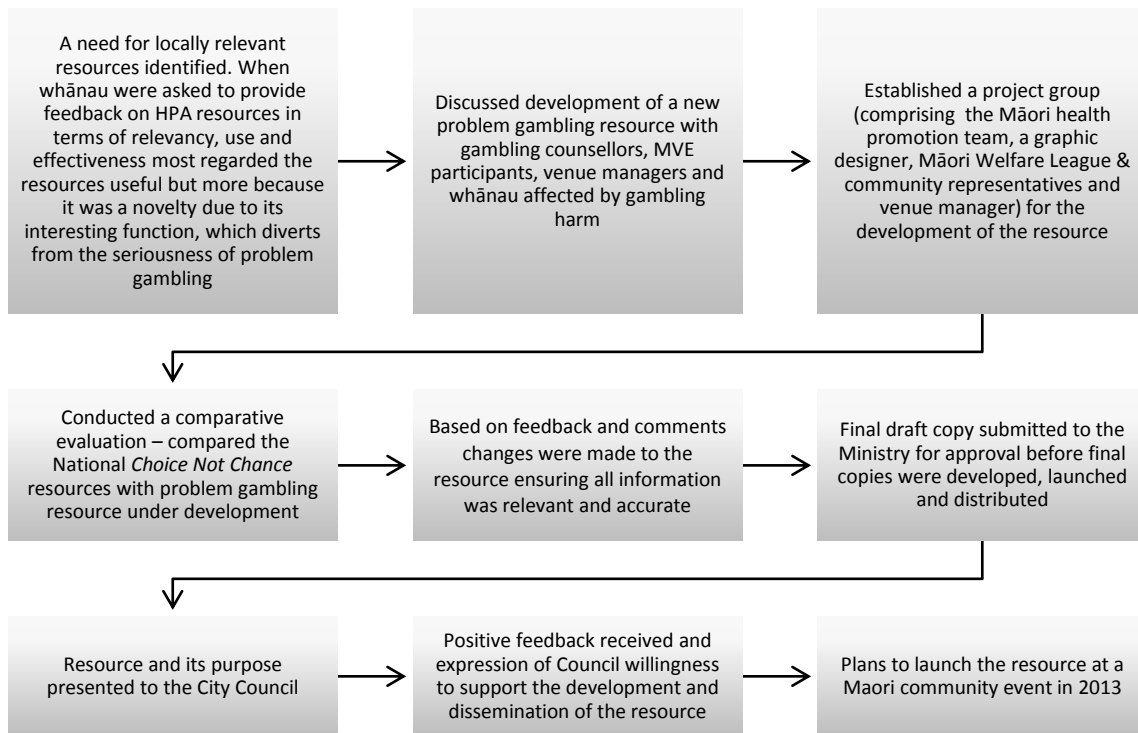 A need for locally relevant
resources identified. When
whānau were asked to provide
feedback on HPA resources in
terms of relevancy, use and
effectiveness most regarded the
resources useful but more because
it was a novelty due to its
interesting function, which diverts
from the seriousness of problem
gambling
Discussed development of a new
problem gambling resource with
gambling counsellors, MVE
participants, venue managers and
whānau affected by gambling
harm
Established a project group
(comprising the Māori health
promotion team, a graphic
designer, Māori Welfare League &
community representatives and
venue manager) for the
development of the resource
Conducted a comparative
evaluation – compared the
National Choice Not Chance
resources with problem gambling
resource under development
Based on feedback and comments
changes were made to the
resource ensuring all information
was relevant and accurate
Final draft copy submitted to the
Ministry for approval before final
copies were developed, launched
and distributed
Resource and its purpose
presented to the City Council
Positive feedback received and
expression of Council willingness
to support the development and
dissemination of the resource
Plans to launch the resource at a
Maori community event in 2013